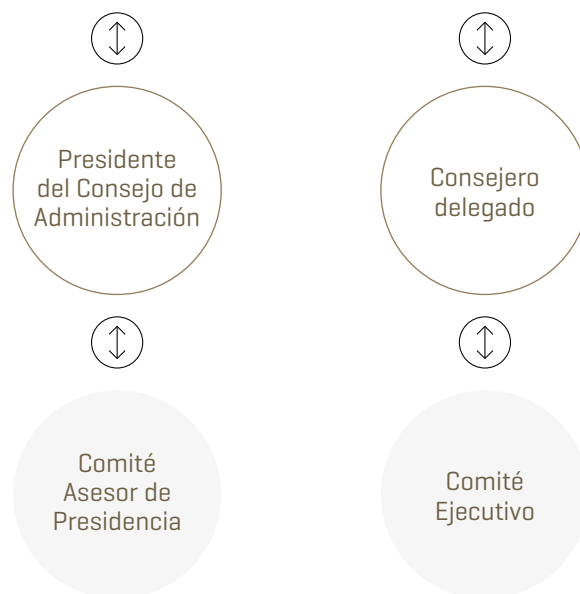 Presidente
del Consejo de
Administración
Consejero
delegado
Comité
Asesor de
Presidencia
Comité
Ejecutivo